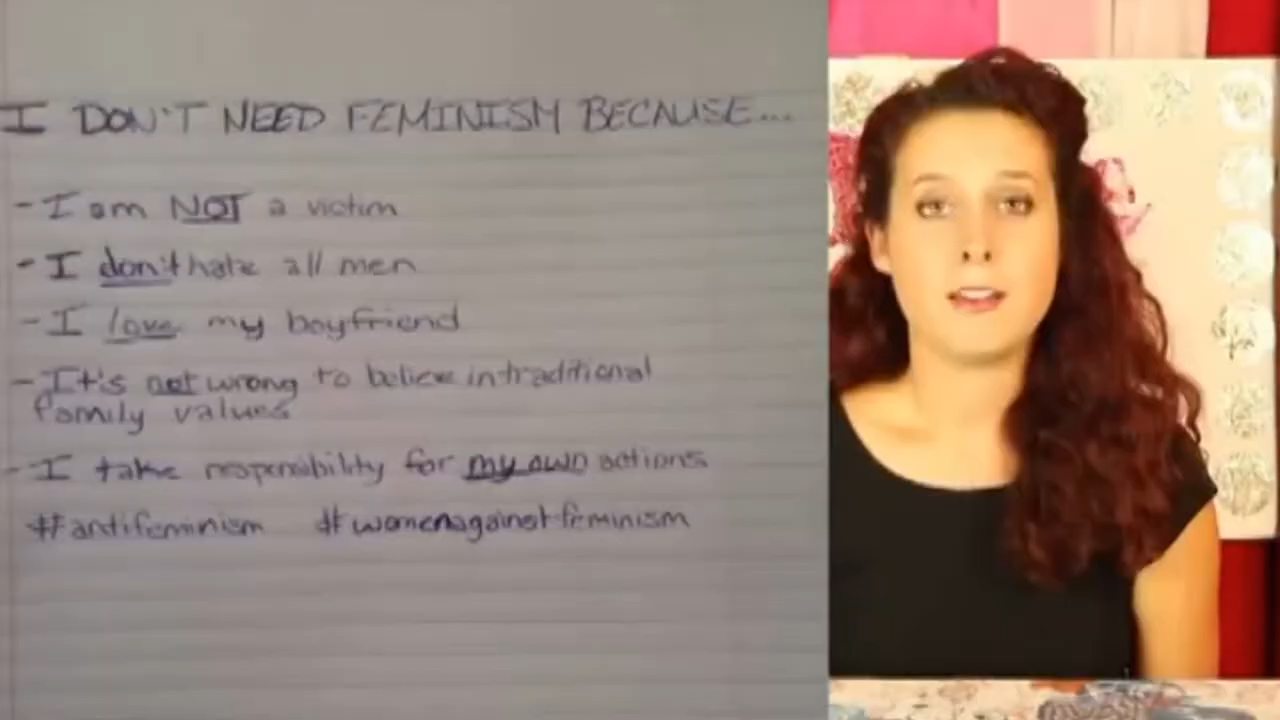 I DON'T NEED FEMINISM BECAUSE...
- I am NOT a victim
- I don't hate all men
- I love my boyfriend
- It's not wrong to believe in traditional
family values
- I take responsibility for my own actions
#antifeminism #womenagainstfeminism